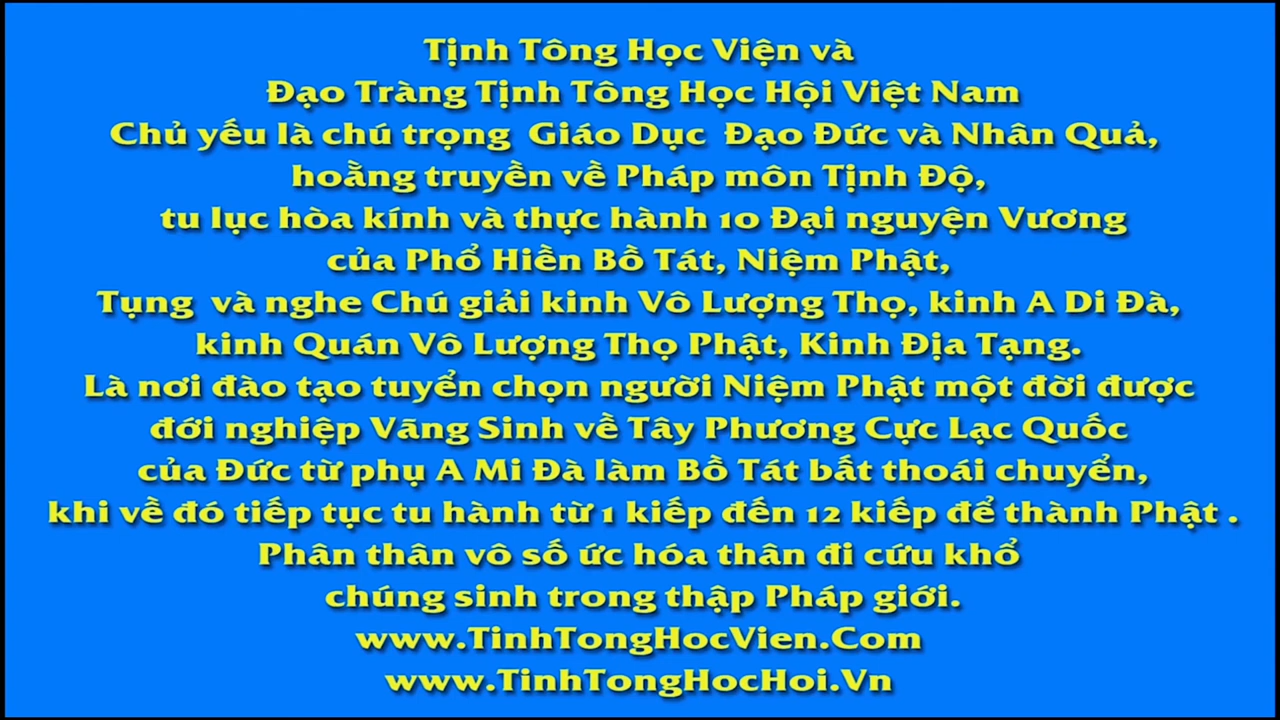 Tịnh Tông Học Viện và
Đạo Tràng Tịnh Tông Học Hội Việt Nam
Chủ yếu là chú trọng Giáo Dục Đạo Đức và Nhân Quả,
hoằng truyền về Pháp môn Tịnh Độ,
tu lục hòa kính và thực hành 10 Đại nguyện Vương
của Phổ Hiền Bồ Tát, Niệm Phật,
Tụng và nghe Chú giải kinh Vô Lượng Thọ, kinh A Di Đà,
kinh Quán Vô Lượng Thọ Phật, Kinh Địa Tạng.
Là nơi đào tạo tuyển chọn người Niệm Phật một đời được
đới nghiệp Vãng Sinh về Tây Phương Cực Lạc Quốc
của Đức từ phụ A Mi Đà làm Bồ Tát bất thoái chuyển,
khi về đó tiếp tục tu hành từ 1 kiếp đến 12 kiếp để thành Phật .
Phân thân vô số ức hóa thân đi cứu khổ
chúng sinh trong thập Pháp giới.
www.TinhTongHocVien.Com
www.TinhTongHocHoi.Vn